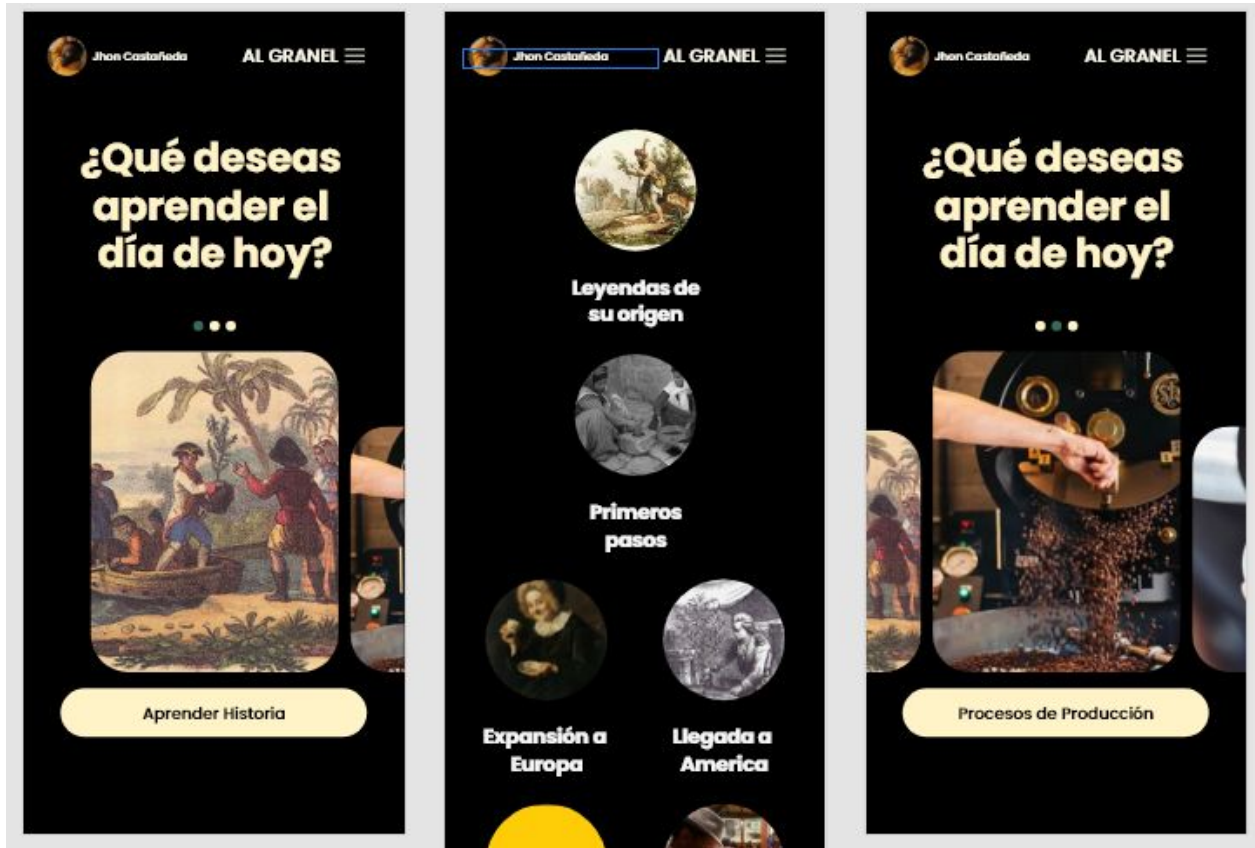 Jhon Castañeda
AL GRANEL
¿Qué deseas
aprender el
día de hoy?
Aprender Historia
Jhon Castañeda
AL GRANEL
Leyendas de
su origen
Primeros
pasos
Expansión a
Europa
Llegada a
America
Jhon Castañeda
AL GRANEL
¿Qué deseas
aprender el
día de hoy?
Procesos de Producción